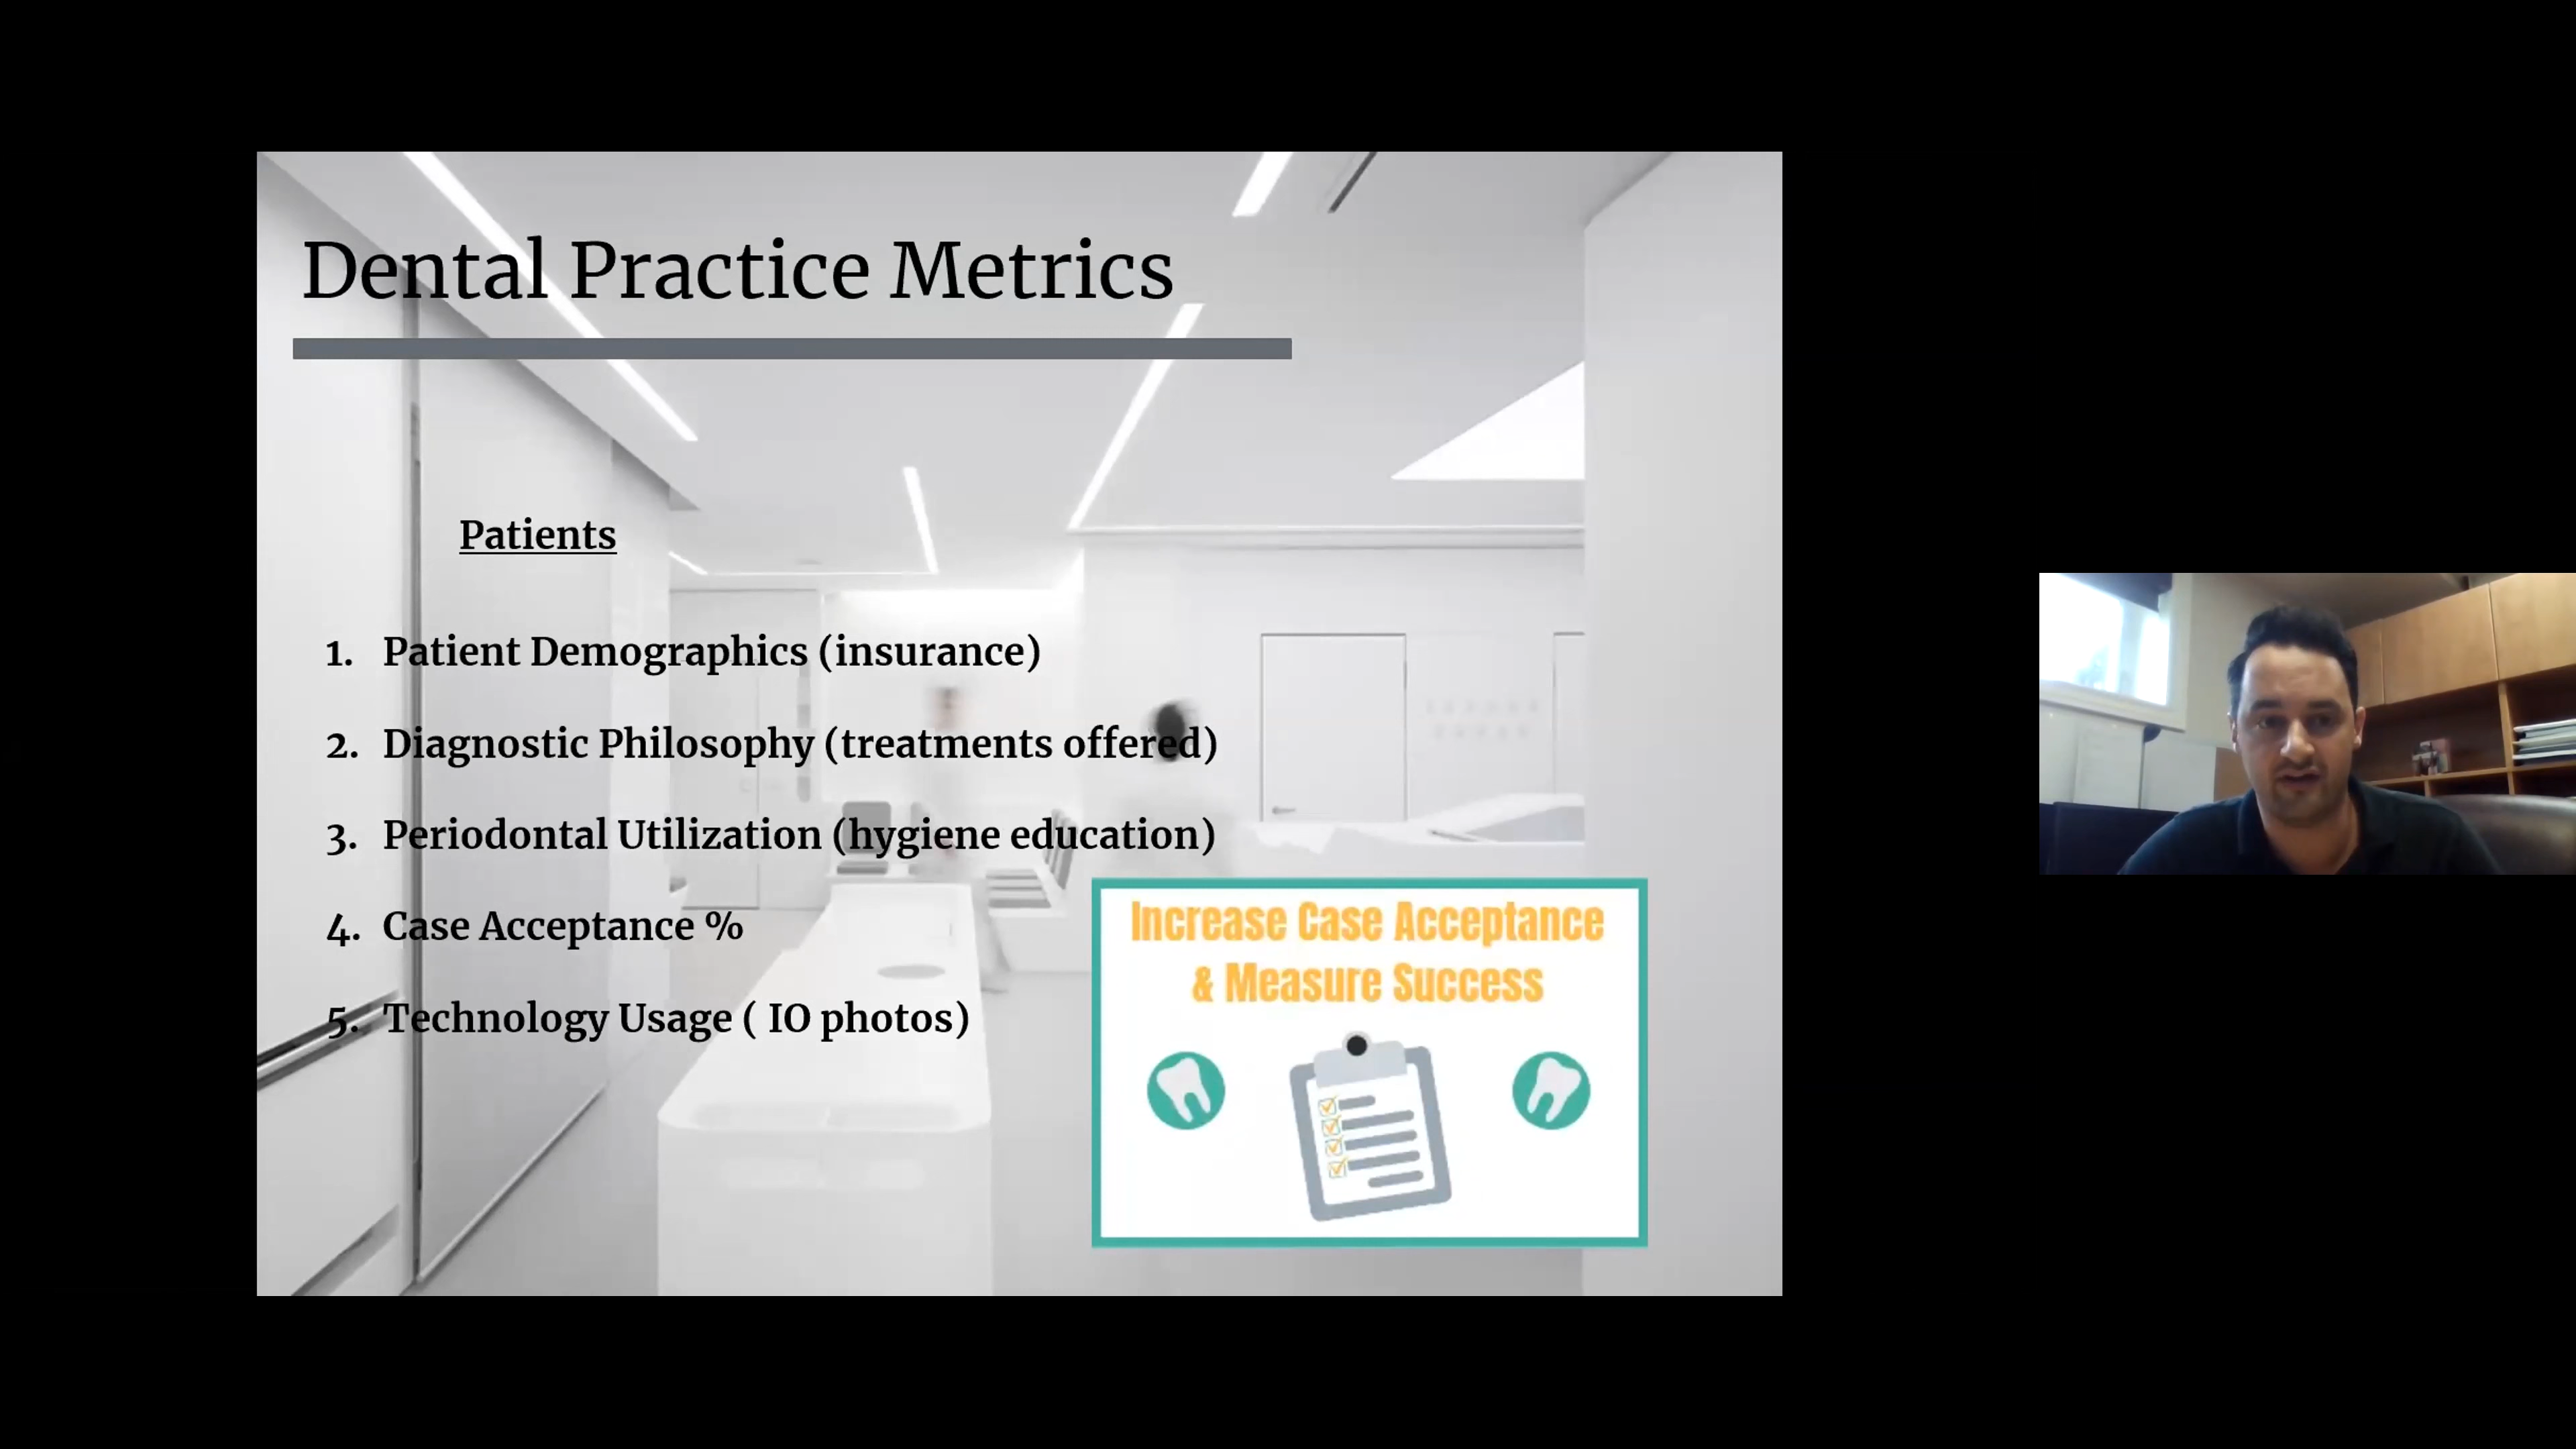 Dental Practice Metrics
Patients
1. Patient Demographics (insurance)
2. Diagnostic Philosophy (treatments offered)
3. Periodontal Utilization (hygiene education)
4. Case Acceptance %
5. Technology Usage ( IO photos)
Increase Case Acceptance
& Measure Success